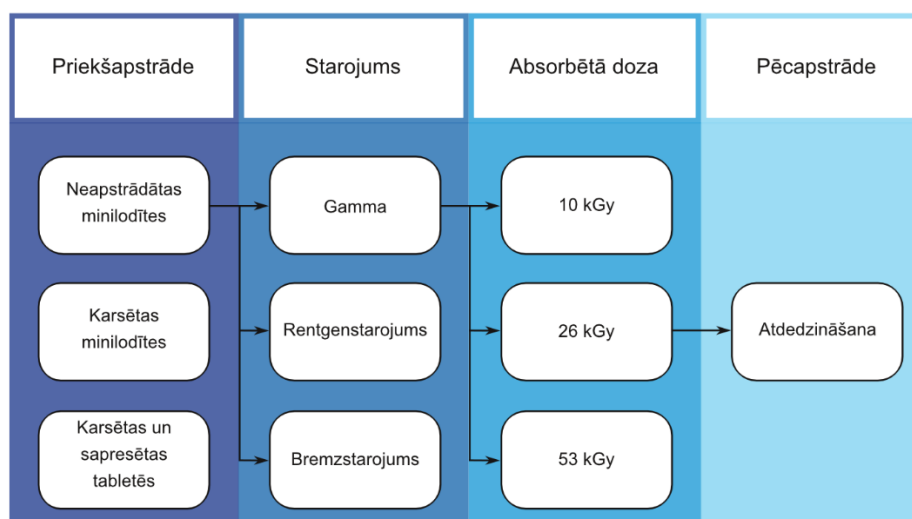 Priekšapstrāde
Starojums
Absorbētā doza
Pēcapstrāde
Neapstrādātas
minilodītes
Gamma
10 kGy
Karsētas
minilodītes
Rentgenstarojums
26 kGy
Atdedzināšana
Karsētas un
sapresētas
tabletēs
Bremzstarojums
53 kGy